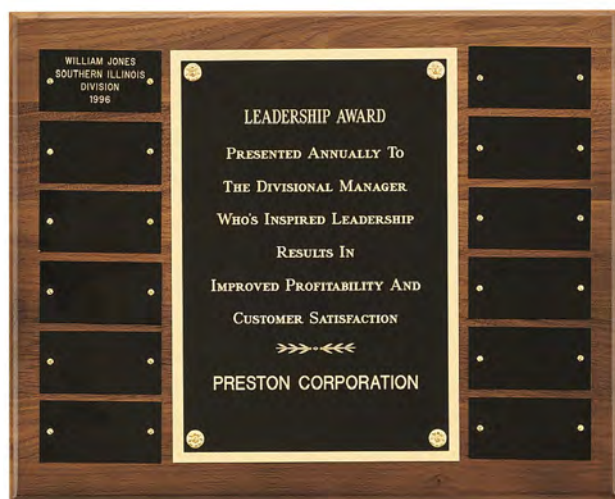 WILLIAM JONES
SOUTHERN ILLINOIS
DIVISION
1996
LEADERSHIP AWARD
PRESENTED ANNUALLY TO
THE DIVISIONAL MANAGER
WHO'S INSPIRED LEADERSHIP
RESULTS IN
IMPROVED PROFITABILITY AND
CUSTOMER SATISFACTION
PRESTON CORPORATION